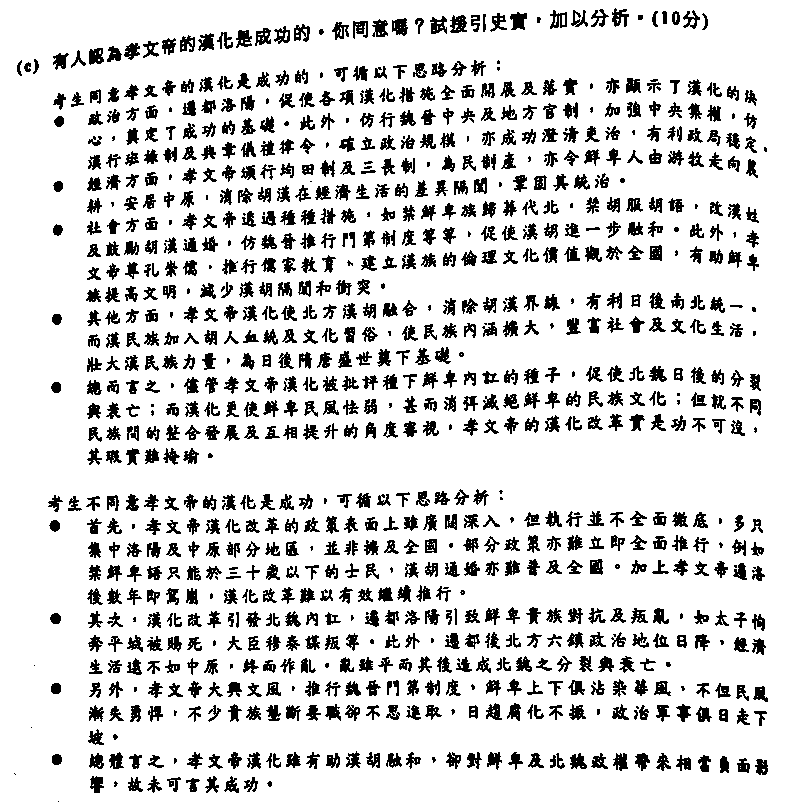 (c) 有人認為孝文帝的漢化是成功的。你同意嗎？試援引史實，加以分析。(10分)
考生同意孝文帝的漢化是成功的，可循以下思路分析：
● 政治方面，遷都洛陽，促使各項漢化措施全面開展及落實，亦顯示了漢化的決
心，奠定了成功的基礎。此外，仿行魏晉中央及地方官制，加強中央集權，仿
漢行班祿制及典章儀禮律令，確立政治規模，亦成功澄清吏治，有利政局穩定。
● 經濟方面，孝文帝頒行均田制及三長制，為民制產，亦令鮮卑人由游牧走向農
耕，安居中原，消除胡漢在經濟生活的差異隔閡，鞏固其統治。
● 社會方面，孝文帝透過種種措施，如禁鮮卑族歸葬代北，禁胡服胡語，改漢姓
及鼓勵胡漢通婚，仿魏晉推行門第制度等等，促使漢胡進一步融和。此外，孝
文帝尊孔崇儒，推行儒家教育、建立漢族的倫理文化價值觀於全國，有助鮮卑
族提高文明，減少漢胡隔閡和衝突。
● 其他方面，孝文帝漢化使北方漢胡融合，消除胡漢界線，有利日後南北統一。
而漢民族加入胡人血統及文化習俗，使民族內涵擴大，豐富社會及文化生活，
壯大漢民族力量，為日後隋唐盛世奠下基礎。
● 總而言之，儘管孝文帝漢化被批評種下鮮卑內訌的種子，促使北魏日後的分裂
與衰亡；而漢化更使鮮卑民風怯弱，甚而消弭滅絕鮮卑的民族文化；但就不同
民族間的整合發展及互相提升的角度審視，孝文帝的漢化改革實是功不可沒，
其瑕實難掩瑜。
考生不同意孝文帝的漢化是成功，可循以下思路分析：
● 首先，孝文帝漢化改革的政策表面上雖廣闊深入，但執行並不全面徹底，多只
集中洛陽及中原部分地區，並非擴及全國。部分政策亦難立即全面推行，例如
禁鮮卑語只能於三十歲以下的士民，漢胡通婚亦難普及全國。加上孝文帝遷洛
後數年即駕崩，漢化改革難以有效繼續推行。
● 其次，漢化改革引發北魏內訌，遷都洛陽引致鮮卑貴族對抗及叛亂，如太子恂
奔平城被賜死，大臣穆泰謀叛等。此外，遷都後北方六鎮政治地位日降，經濟
生活遠不如中原，終而作亂。亂雖平而其後造成北魏之分裂與衰亡。
● 另外，孝文帝大興文風，推行魏晉門第制度，鮮卑上下俱沾染華風，不但民風
漸失勇悍，不少貴族壟斷要職卻不思進取，日趨腐化不振，政治軍事俱日走下
坡。
● 總體言之，孝文帝漢化雖有助漢胡融和，卻對鮮卑及北魏政權帶來相當負面影
響，故未可言其成功。